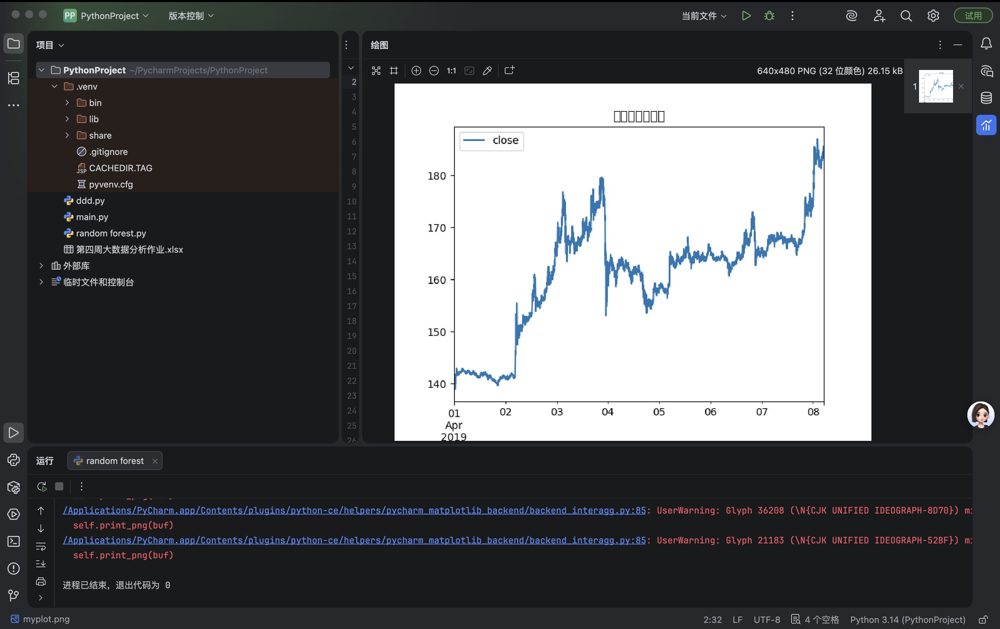 PP PythonProject 版本控制 当前文件 试用
项目
绘图
PythonProject ~/PycharmProjects/PythonProject
.venv
bin
lib
share
.gitignore
JSP CACHEDIR.TAG
pyvenv.cfg
ddd.py
main.py
random forest.py
第四周大数据分析作业.xlsx
外部库
临时文件和控制台
2
3
4
5
6
7
8
9
10
11
12
13
14
15
16
17
18
19
20
21
22
23
24
25
26
1:1 640x480 PNG (32 位颜色) 26.15 kB
1
close
180
170
160
150
140
01 02 03 04 05 06 07 08
Apr
2019
运行 random forest
/Applications/PyCharm.app/Contents/plugins/python-ce/helpers/pycharm_matplotlib_backend/backend_interagg.py:85: UserWarning: Glyph 36208 (\N{CJK UNIFIED IDEOGRAPH-8D70}) mi
self.print_png(buf)
/Applications/PyCharm.app/Contents/plugins/python-ce/helpers/pycharm_matplotlib_backend/backend_interagg.py:85: UserWarning: Glyph 21183 (\N{CJK UNIFIED IDEOGRAPH-52BF}) mi
self.print_png(buf)
进程已结束，退出代码为 0
myplot.png 2:32 LF UTF-8 4 个空格 Python 3.14 (PythonProject)